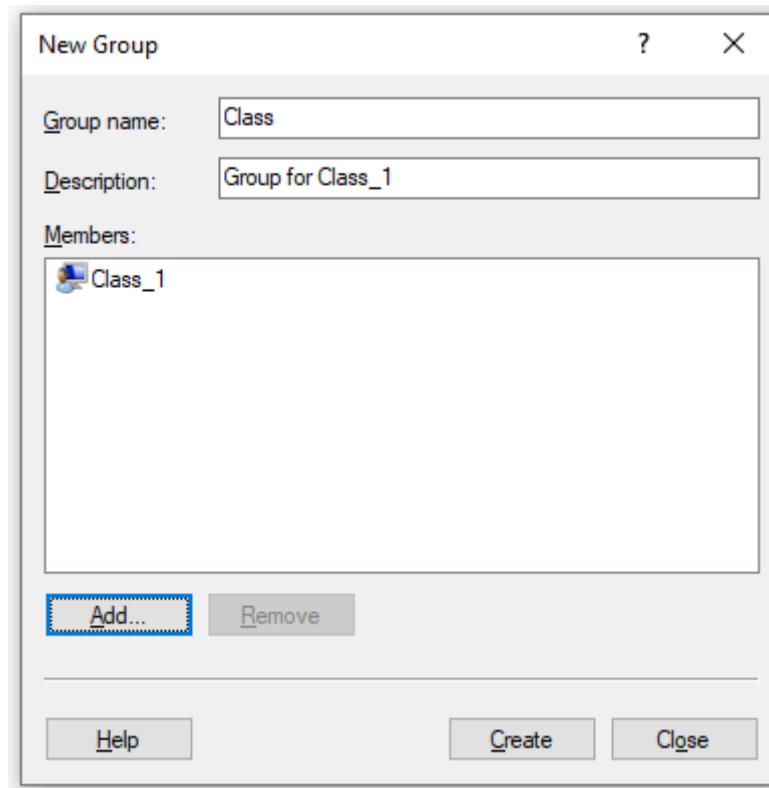 New Group ?
Group name: Class
Description: Group for Class_1
Members:
Class_1
Add... Remove
Help Create Close